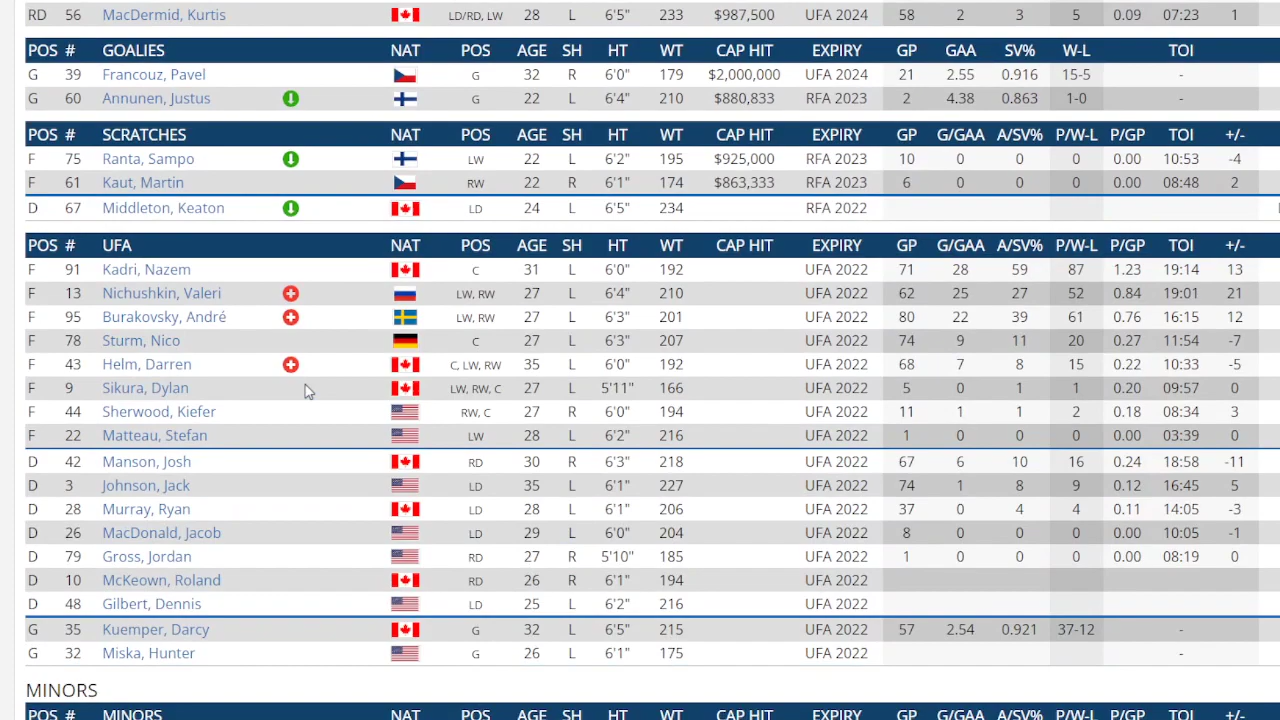 RD 56 MacDermid, Kurtis LD/RD, LW 28 L 6'5" 233 $987,500 UFA 2024 58 2 3 5 0.09 07:23 1
POS # GOALIES NAT POS AGE SH HT WT CAP HIT EXPIRY GP GAA SV% W-L TOI
G 39 Francouz, Pavel G 32 R 6'0" 179 $2,000,000 UFA 2024 21 2.55 0.916 15-5 -
G 60 Annunen, Justus G 22 L 6'4" 210 $880,833 RFA 2023 2 4.38 0.863 1-0 -
POS # SCRATCHES NAT POS AGE SH HT WT CAP HIT EXPIRY GP G/GAA A/SV% P/W-L P/GP TOI +/-
F 75 Ranta, Sampo LW 22 L 6'2" 195 $925,000 RFA 2023 10 0 0 0 0.00 10:53 -4
F 61 Kaut, Martin RW 22 R 6'1" 174 $863,333 RFA 2023 6 0 0 0 0.00 08:48 2
D 67 Middleton, Keaton LD 24 L 6'5" 234 RFA 2022
POS # UFA NAT POS AGE SH HT WT CAP HIT EXPIRY GP G/GAA A/SV% P/W-L P/GP TOI +/-
F 91 Kadri, Nazem C 31 L 6'0" 192 UFA 2022 71 28 59 87 1.23 19:14 13
F 13 Nichushkin, Valeri LW, RW 27 L 6'4" 210 UFA 2022 62 25 27 52 0.84 19:01 21
F 95 Burakovsky, André LW, RW 27 L 6'3" 201 UFA 2022 80 22 39 61 0.76 16:15 12
F 78 Sturm, Nico C 27 L 6'3" 207 UFA 2022 74 9 11 20 0.27 11:54 -7
F 43 Helm, Darren C, LW, RW 35 L 6'0" 192 UFA 2022 68 7 8 15 0.22 10:33 -5
F 9 Sikura, Dylan LW, RW, C 27 L 5'11" 166 UFA 2022 5 0 1 1 0.20 09:57 0
F 44 Sherwood, Kiefer RW, C 27 R 6'0" 194 UFA 2022 11 1 1 2 0.18 08:34 3
F 22 Matteau, Stefan LW 28 L 6'2" 216 UFA 2022 1 0 0 0 0.00 03:39 0
D 42 Manson, Josh RD 30 R 6'3" 218 UFA 2022 67 6 10 16 0.24 18:58 -11
D 3 Johnson, Jack LD 35 L 6'1" 227 UFA 2022 74 1 8 9 0.12 16:45 5
D 28 Murray, Ryan LD 28 L 6'1" 206 UFA 2022 37 0 4 4 0.11 14:05 -3
D 26 MacDonald, Jacob LD 29 L 6'0" 204 UFA 2022 8 0 0 0 0.00 10:05 -1
D 79 Gross, Jordan RD 27 R 5'10" 185 UFA 2022 1 0 0 0 0.00 08:19 0
D 10 McKeown, Roland RD 26 R 6'1" 194 UFA 2022
D 48 Gilbert, Dennis LD 25 L 6'2" 216 UFA 2022
G 35 Kuemper, Darcy G 32 L 6'5" 215 UFA 2022 57 2.54 0.921 37-12 -
G 32 Miska, Hunter G 26 L 6'1" 175 UFA 2022 -
MINORS
POS # MINORS NAT POS AGE SH HT WT CAP HIT EXPIRY GP G/GAA A/SV% P/W-L P/GP TOI +/-